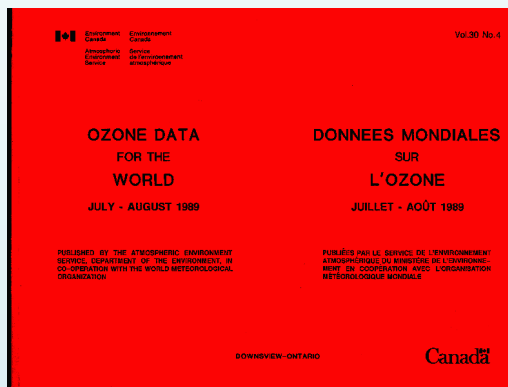 Environment Environnement
Canada Canada
Atmospheric Service
Environment de l'environnement
Service atmosphérique
Vol.30 No.4
OZONE DATA
FOR THE
WORLD
JULY - AUGUST 1989
PUBLISHED BY THE ATMOSPHERIC ENVIRONMENT
SERVICE, DEPARTMENT OF THE ENVIRONMENT, IN
CO-OPERATION WITH THE WORLD METEOROLOGICAL
ORGANIZATION
DONNEES MONDIALES
SUR
L'OZONE
JUILLET - AOÛT 1989
PUBLIÉES PAR LE SERVICE DE L'ENVIRONNEMENT
ATMOSPHÉRIQUE DU MINISTÈRE DE L'ENVIRONNE-
MENT EN COOPÉRATION AVEC L'ORGANISATION
MÉTÉOROLOGIQUE MONDIALE
DOWNSVIEW-ONTARIO
Canada